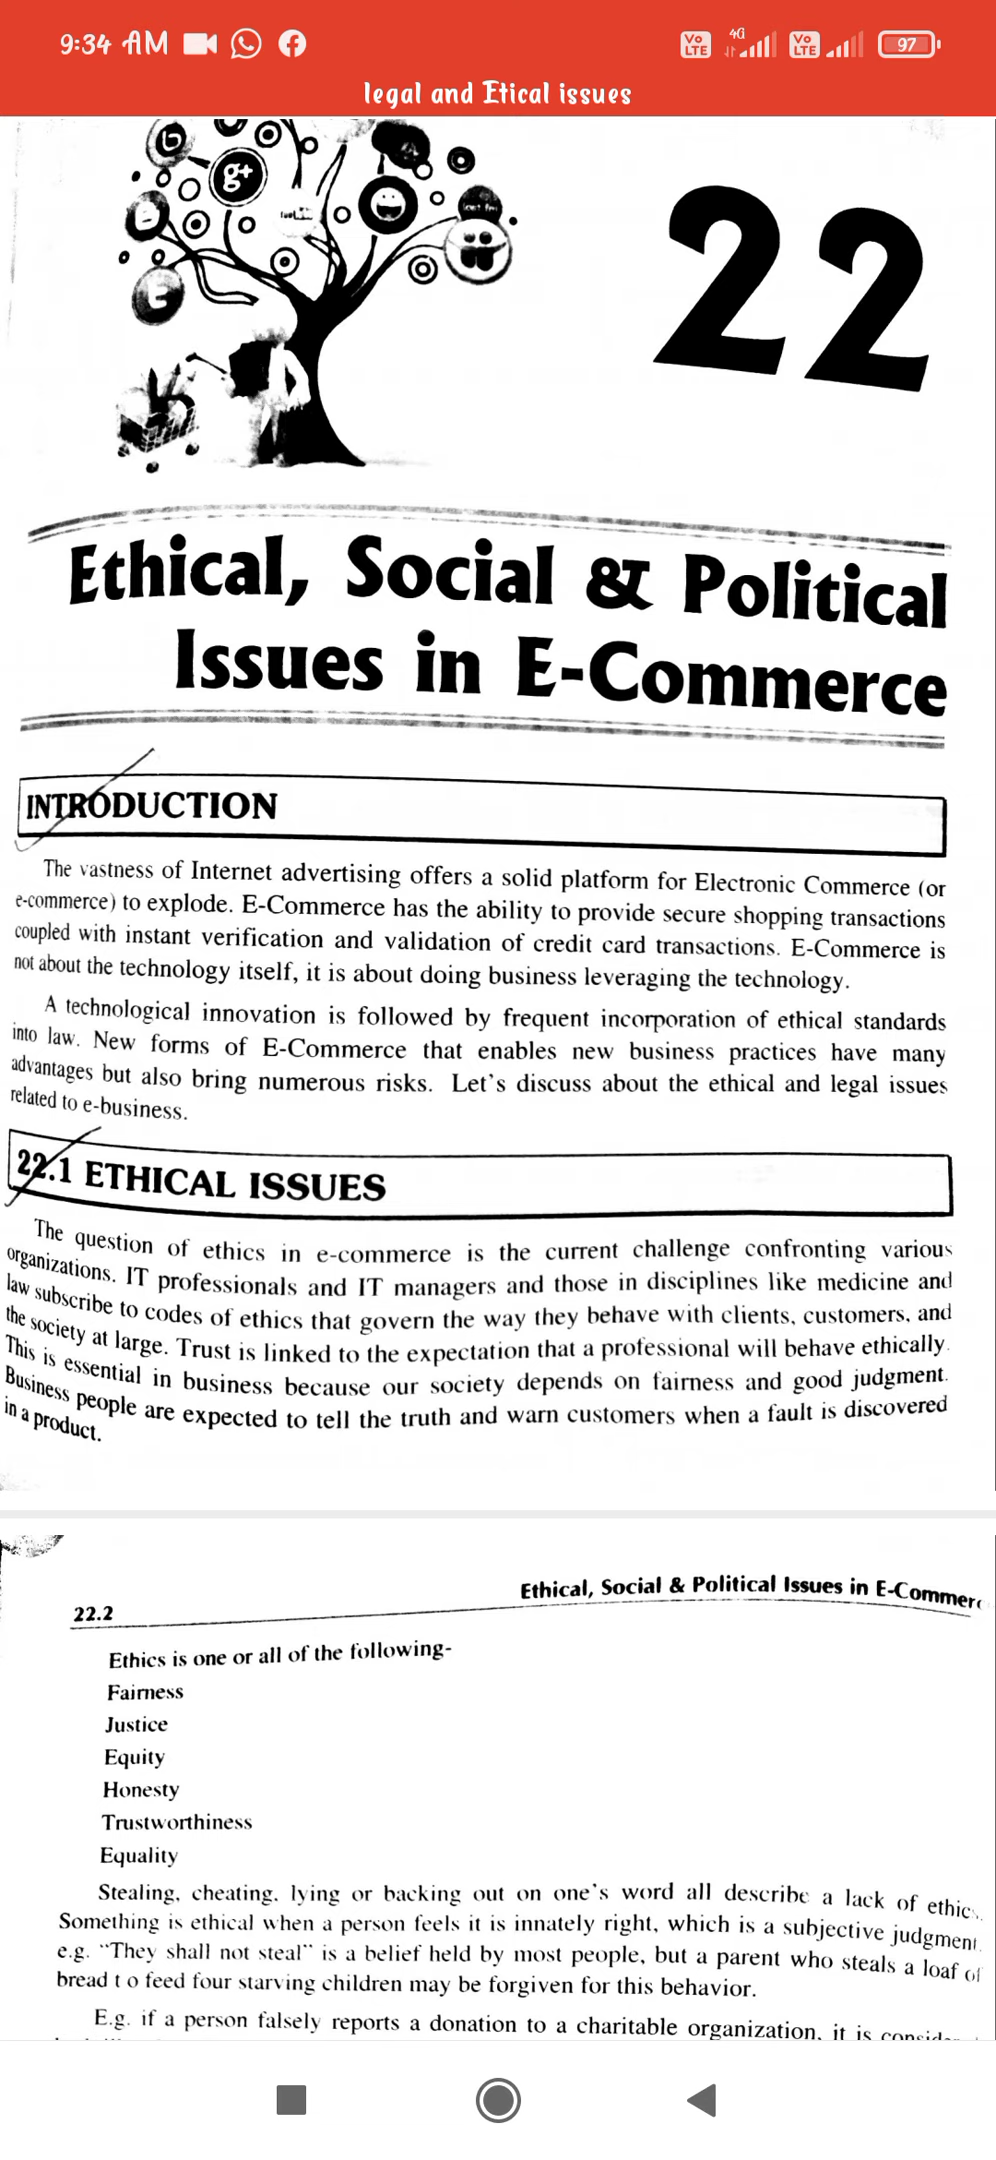 9:34 AM
Vo LTE 4G Vo LTE 97
legal and Etical issues
g+
22
Ethical, Social & Political
Issues in E-Commerce
INTRODUCTION
The vastness of Internet advertising offers a solid platform for Electronic Commerce (or
e-commerce) to explode. E-Commerce has the ability to provide secure shopping transactions
coupled with instant verification and validation of credit card transactions. E-Commerce is
not about the technology itself, it is about doing business leveraging the technology.
A technological innovation is followed by frequent incorporation of ethical standards
into law. New forms of E-Commerce that enables new business practices have many
advantages but also bring numerous risks. Let's discuss about the ethical and legal issues
related to e-business.
22.1 ETHICAL ISSUES
The question of ethics in e-commerce is the current challenge confronting various
organizations. IT professionals and IT managers and those in disciplines like medicine and
law subscribe to codes of ethics that govern the way they behave with clients, customers, and
the society at large. Trust is linked to the expectation that a professional will behave ethically.
This is essential in business because our society depends on fairness and good judgment.
Business people are expected to tell the truth and warn customers when a fault is discovered
in a product.
22.2
Ethical, Social & Political Issues in E-Commerc
Ethics is one or all of the following-
Fairness
Justice
Equity
Honesty
Trustworthiness
Equality
Stealing, cheating, lying or backing out on one's word all describe a lack of ethics.
Something is ethical when a person feels it is innately right, which is a subjective judgment.
e.g. "They shall not steal" is a belief held by most people, but a parent who steals a loaf of
bread t o feed four starving children may be forgiven for this behavior.
E.g. if a person falsely reports a donation to a charitable organization, it is